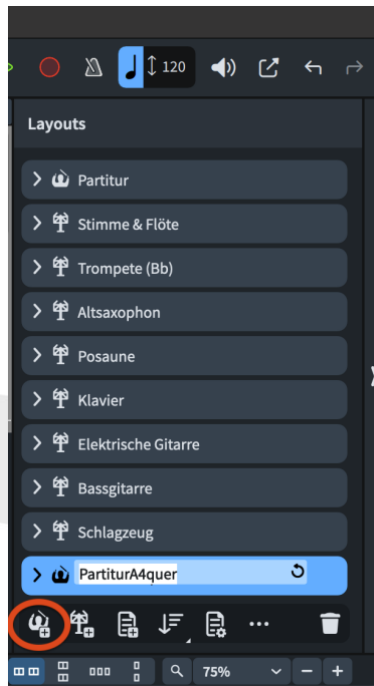 120
Layouts
Partitur
Stimme & Flöte
Trompete (Bb)
Altsaxophon
Posaune
Klavier
Elektrische Gitarre
Bassgitarre
Schlagzeug
PartiturA4quer
75%